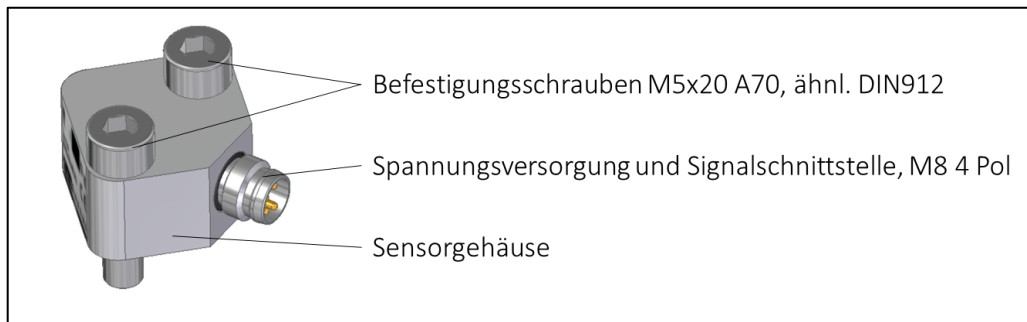 Befestigungsschrauben M5x20 A70, ähnl. DIN912
Spannungsversorgung und Signalschnittstelle, M8 4 Pol
Sensorgehäuse